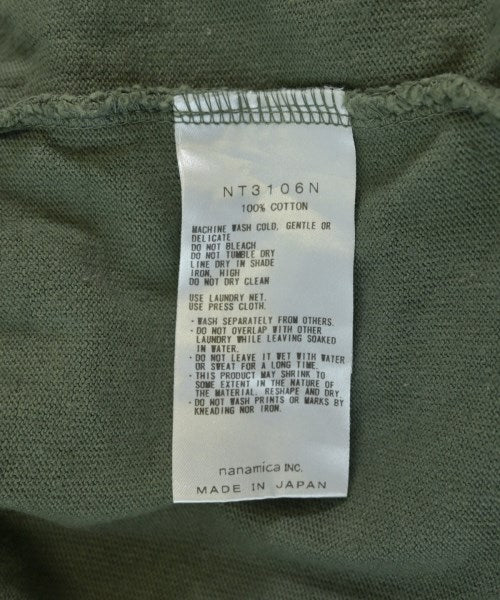 NT3106N
100% COTTON
MACHINE WASH COLD, GENTLE OR
DELICATE
DO NOT BLEACH
DO NOT TUMBLE DRY
LINE DRY IN SHADE
IRON, HIGH
DO NOT DRY CLEAN
USE LAUNDRY NET.
USE PRESS CLOTH.
・WASH SEPARATELY FROM OTHERS.
・DO NOT OVERLAP WITH OTHER
LAUNDRY WHILE LEAVING SOAKED
IN WATER.
・DO NOT LEAVE IT WET WITH WATER
OR SWEAT FOR A LONG TIME.
・THIS PRODUCT MAY SHRINK TO
SOME EXTENT IN THE NATURE OF
THE MATERIAL. RESHAPE AND DRY.
・DO NOT WASH PRINTS OR MARKS BY
KNEADING NOR IRON.
nanamica INC.
MADE IN JAPAN